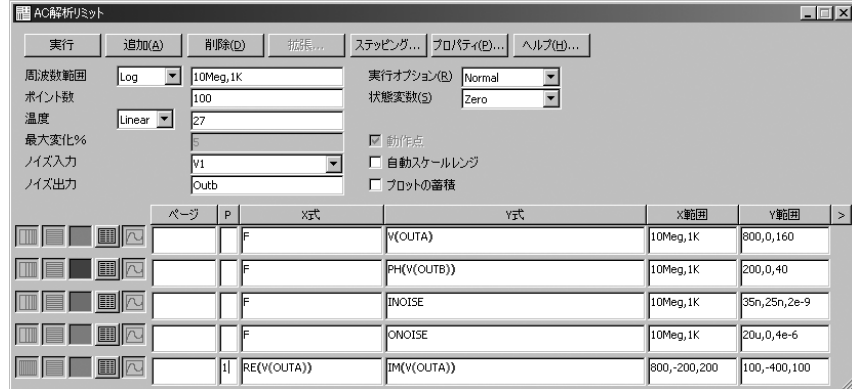 AC解析リミット
実行 追加(A) 削除(D) 拡張... ステッピング... プロパティ(P)... ヘルプ(H)...
周波数範囲 Log 10Meg,1K 実行オプション(R) Normal
ポイント数 100 状態変数(S) Zero
温度 Linear 27
最大変化% 5 動作点
ノイズ入力 V1 自動スケールレンジ
ノイズ出力 Outb プロットの蓄積
ページ P X式 Y式 X範囲 Y範囲 >
F V(OUTA) 10Meg,1K 800,0,160
F PH(V(OUTB)) 10Meg,1K 200,0,40
F INOISE 10Meg,1K 35n,25n,2e-9
F ONOISE 10Meg,1K 20u,0,4e-6
1 RE(V(OUTA)) IM(V(OUTA)) 800,-200,200 100,-400,100